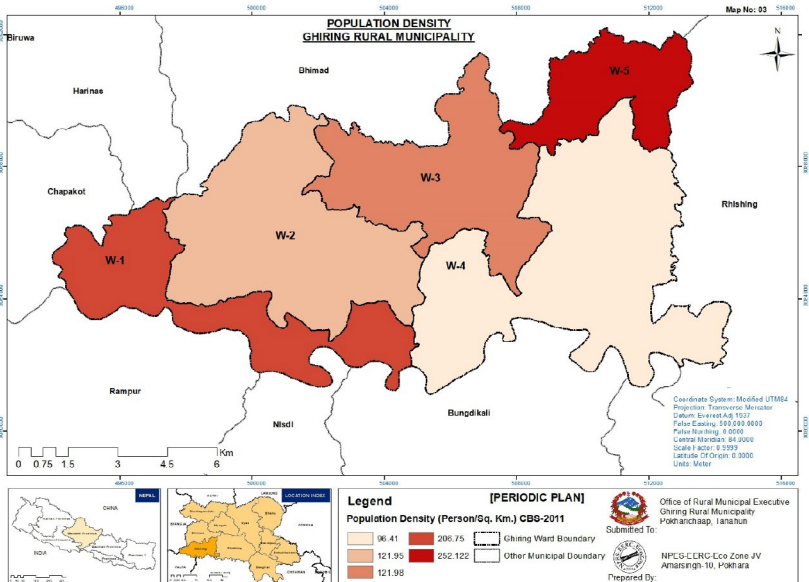 Map No: 03
POPULATION DENSITY
GHIRING RURAL MUNICIPALITY
N
Biruwa
Harinas
Bhimad
Chapakot
Rhishing
Rampur
Nisdi
Bungdikali
W-5
W-3
W-2
W-1
W-4
Coordinate System: Modified UTM84
Projection: Transverse Mercator
Datum: Everest Adj 1937
False Easting: 500,000.0000
False Northing: 0.0000
Central Meridian: 84.0000
Scale Factor: 0.9999
Latitude Of Origin: 0.0000
Units: Meter
0 0.75 1.5 3 4.5 6 Km
NEPAL
CHINA
INDIA
LOCATION INDEX
Legend
[PERIODIC PLAN]
Population Density (Person/Sq. Km.) CBS-2011
96.41
121.95
121.98
206.75
252.122
Ghiring Ward Boundary
Other Municipal Boundary
Office of Rural Municipal Executive
Ghiring Rural Municipality
Pokharichaap, Tanahun
Submitted To:
NPES-EERC-Eco Zone JV
Amarsingh-10, Pokhara
Prepared By: